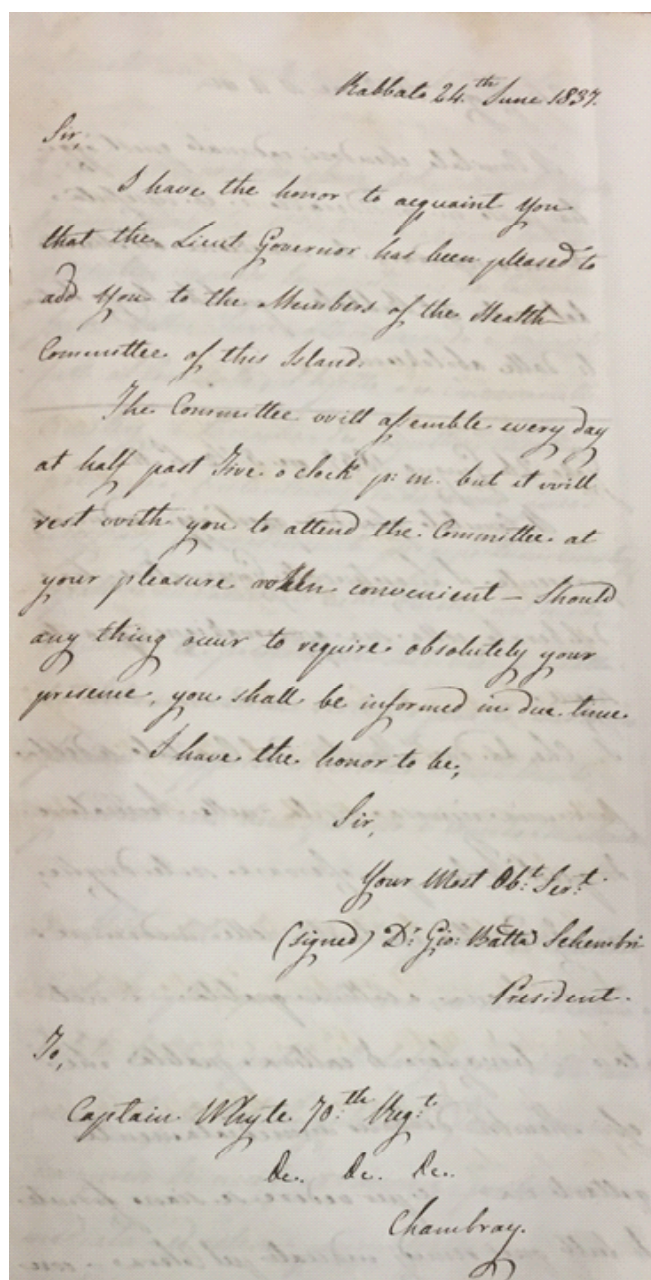 Rabbato 24th June 1837.
Sir,
I have the honor to acquaint you
that the Lieut Governor has been pleased to
add you to the Members of the Health
Committee of this Island.
The Committee will assemble every day
at half past Five o'clock p: m. but it will
rest with you to attend the Committee at
your pleasure when convenient – Should
any thing occur to require absolutely your
presence, you shall be informed in due time.
I have the honor to be,
Sir,
Your Most Obt. Sert.
(signed) Dr. Gio: Batta Schembri
President.
To,
Captain Whyte 70th Regt.
&c. &c. &c.
Chambray.